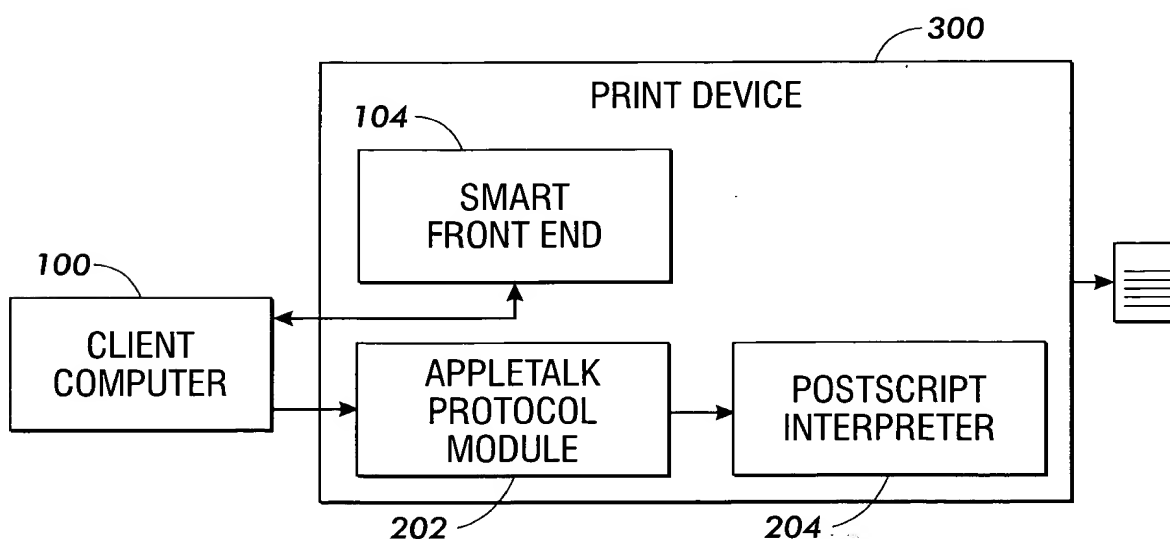 300
PRINT DEVICE
104
SMART
FRONT END
100
CLIENT
COMPUTER
APPLETALK
PROTOCOL
MODULE
POSTSCRIPT
INTERPRETER
202
204